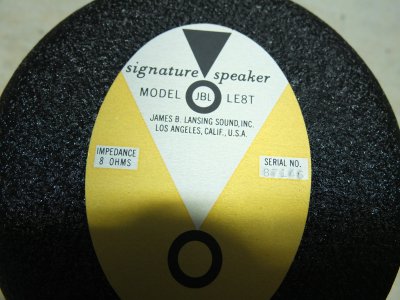 signature speaker
MODEL JBL LE8T
JAMES B. LANSING SOUND, INC.
LOS ANGELES, CALIF., U.S.A.
IMPEDANCE
8 OHMS
SERIAL NO.